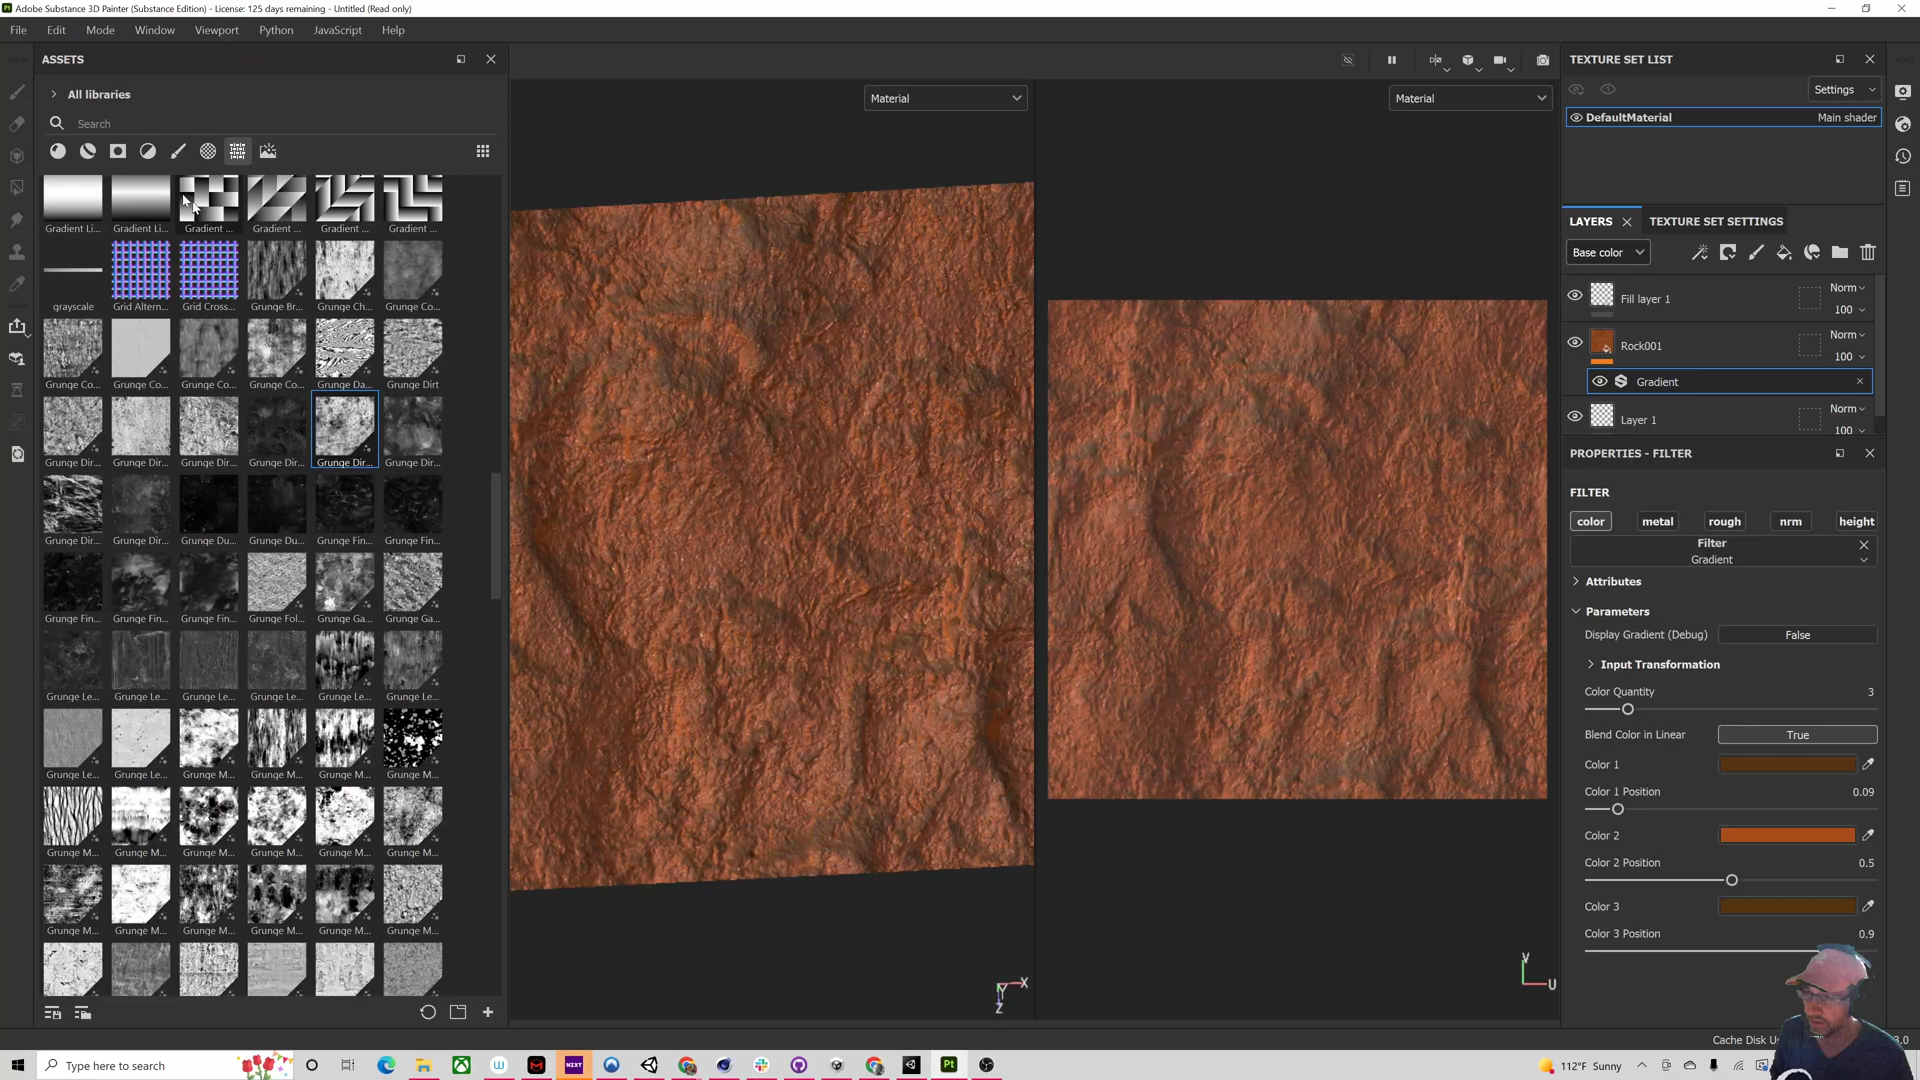 Adobe Substance 3D Painter (Substance Edition) - License: 125 days remaining - Untitled (Read only)
File Edit Mode Window Viewport Python JavaScript Help
ASSETS
All libraries
Search
Gradient Li... Gradient Li... Gradient ... Gradient ... Gradient ... Gradient ...
grayscale Grid Altern... Grid Cross... Grunge Br... Grunge Ch... Grunge Co...
Grunge Co... Grunge Co... Grunge Co... Grunge Co... Grunge Da... Grunge Dirt
Grunge Dir... Grunge Dir... Grunge Dir... Grunge Dir... Grunge Dir... Grunge Dir...
Grunge Dir... Grunge Dir... Grunge Du... Grunge Du... Grunge Fin... Grunge Fin...
Grunge Fin... Grunge Fin... Grunge Fin... Grunge Fol... Grunge Ga... Grunge Ga...
Grunge Le... Grunge Le... Grunge Le... Grunge Le... Grunge Le... Grunge Le...
Grunge Le... Grunge Le... Grunge M... Grunge M... Grunge M... Grunge M...
Grunge M... Grunge M... Grunge M... Grunge M... Grunge M... Grunge M...
Grunge M... Grunge M... Grunge M... Grunge M... Grunge M... Grunge M...
Material
X
Y
Z
Material
V
U
TEXTURE SET LIST
Settings
DefaultMaterial Main shader
LAYERS TEXTURE SET SETTINGS
Base color
Fill layer 1 Norm 100
Rock001 Norm 100
Gradient
Layer 1 Norm 100
PROPERTIES - FILTER
FILTER
color metal rough nrm height
Filter
Gradient
Attributes
Parameters
Display Gradient (Debug) False
Input Transformation
Color Quantity 3
Blend Color in Linear True
Color 1
Color 1 Position 0.09
Color 2
Color 2 Position 0.5
Color 3
Color 3 Position 0.9
Cache Disk
3.0
Type here to search
NXT
Pt
112°F Sunny